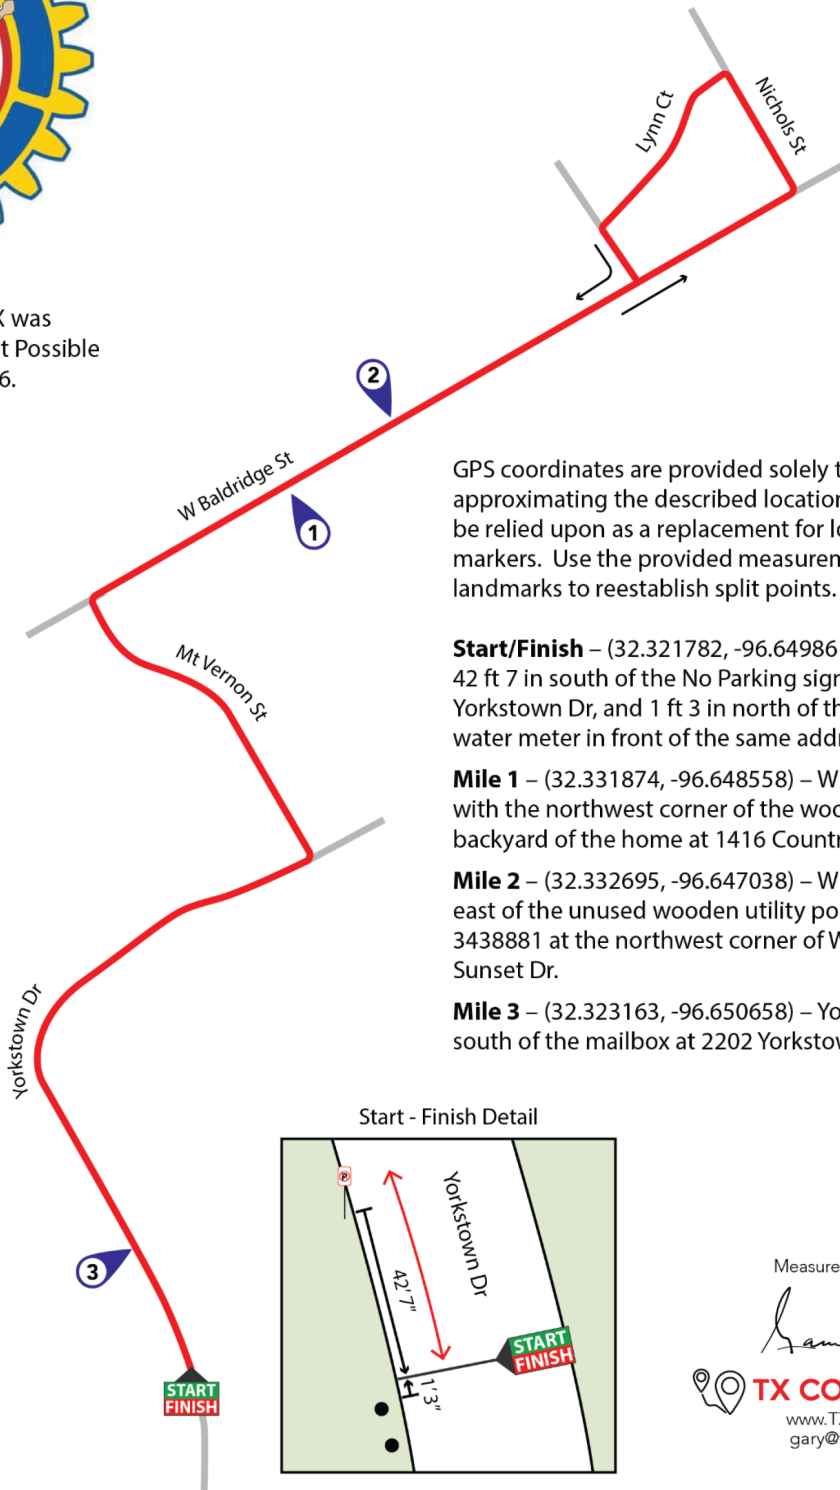 Nichols St
Lynn Ct
X was
t Possible
6.
2
W Baldridge St
1
GPS coordinates are provided solely t
approximating the described location
be relied upon as a replacement for lo
markers. Use the provided measurem
landmarks to reestablish split points.
Mt Vernon St
Start/Finish – (32.321782, -96.64986
42 ft 7 in south of the No Parking sign
Yorkstown Dr, and 1 ft 3 in north of th
water meter in front of the same addr
Mile 1 – (32.331874, -96.648558) – W
with the northwest corner of the woo
backyard of the home at 1416 Countr
Mile 2 – (32.332695, -96.647038) – W
east of the unused wooden utility po
3438881 at the northwest corner of W
Sunset Dr.
Mile 3 – (32.323163, -96.650658) – Yo
south of the mailbox at 2202 Yorkstow
Yorkstown Dr
3
START
FINISH
Start - Finish Detail
P
Yorkstown Dr
42' 7"
START
FINISH
1' 3"
Measure
TX CO
www.T
gary@